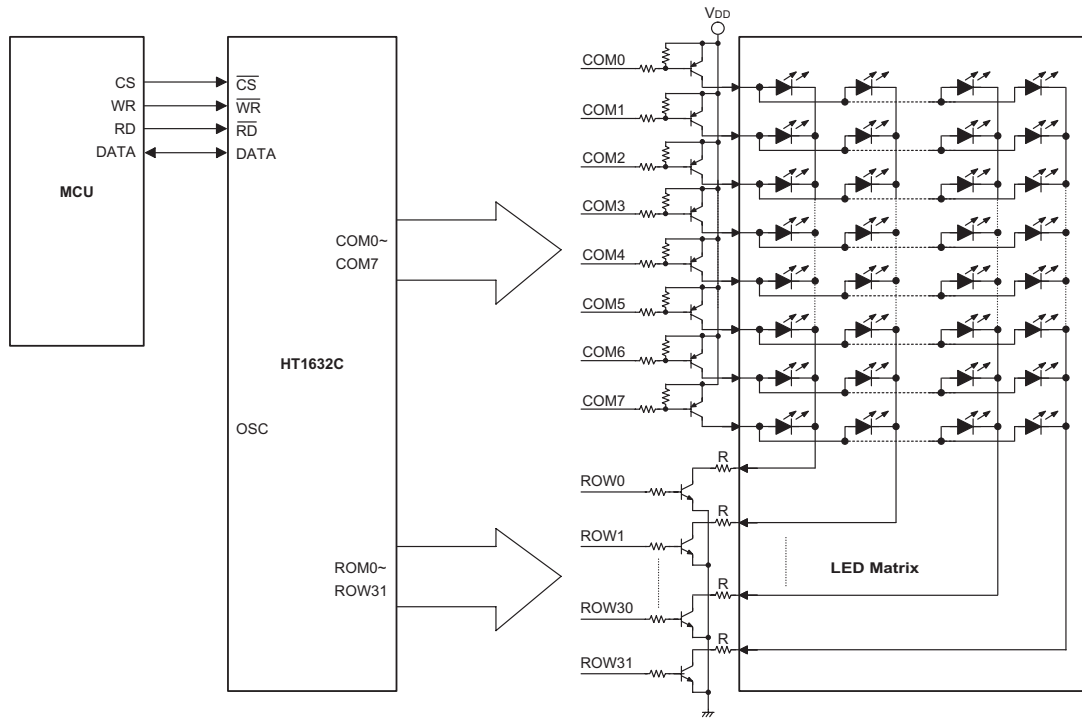 CS
WR
RD
DATA
MCU
CS
WR
RD
DATA
COM0~
COM7
HT1632C
OSC
ROM0~
ROW31
VDD
COM0
COM1
COM2
COM3
COM4
COM5
COM6
COM7
R
ROW0
R
ROW1
R
ROW30
R
ROW31
LED Matrix